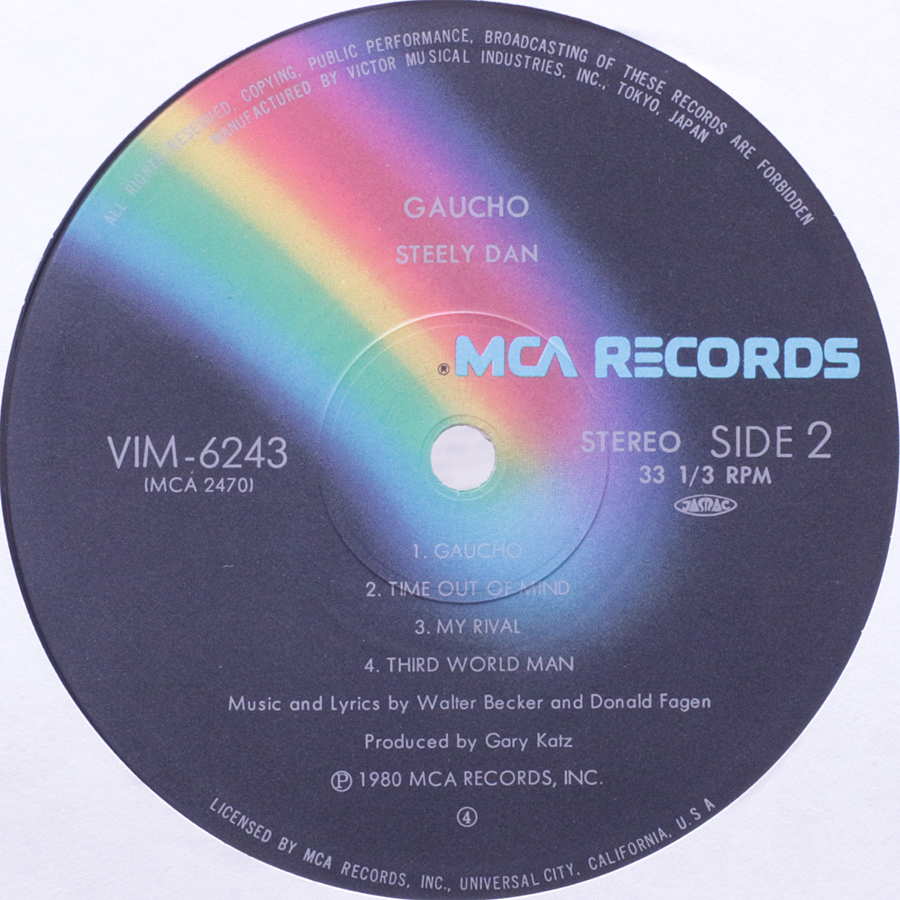 ALL RIGHTS RESERVED, COPYING, PUBLIC PERFORMANCE, BROADCASTING OF THESE RECORDS ARE FORBIDDEN
MANUFACTURED BY VICTOR MUSICAL INDUSTRIES, INC., TOKYO, JAPAN
GAUCHO
STEELY DAN
® MCA RECORDS
VIM-6243
(MCA 2470)
STEREO SIDE 2
33 1/3 RPM
JASRAC
1. GAUCHO
2. TIME OUT OF MIND
3. MY RIVAL
4. THIRD WORLD MAN
Music and Lyrics by Walter Becker and Donald Fagen
Produced by Gary Katz
Ⓟ 1980 MCA RECORDS, INC.
④
LICENSED BY MCA RECORDS, INC., UNIVERSAL CITY, CALIFORNIA, U.S A